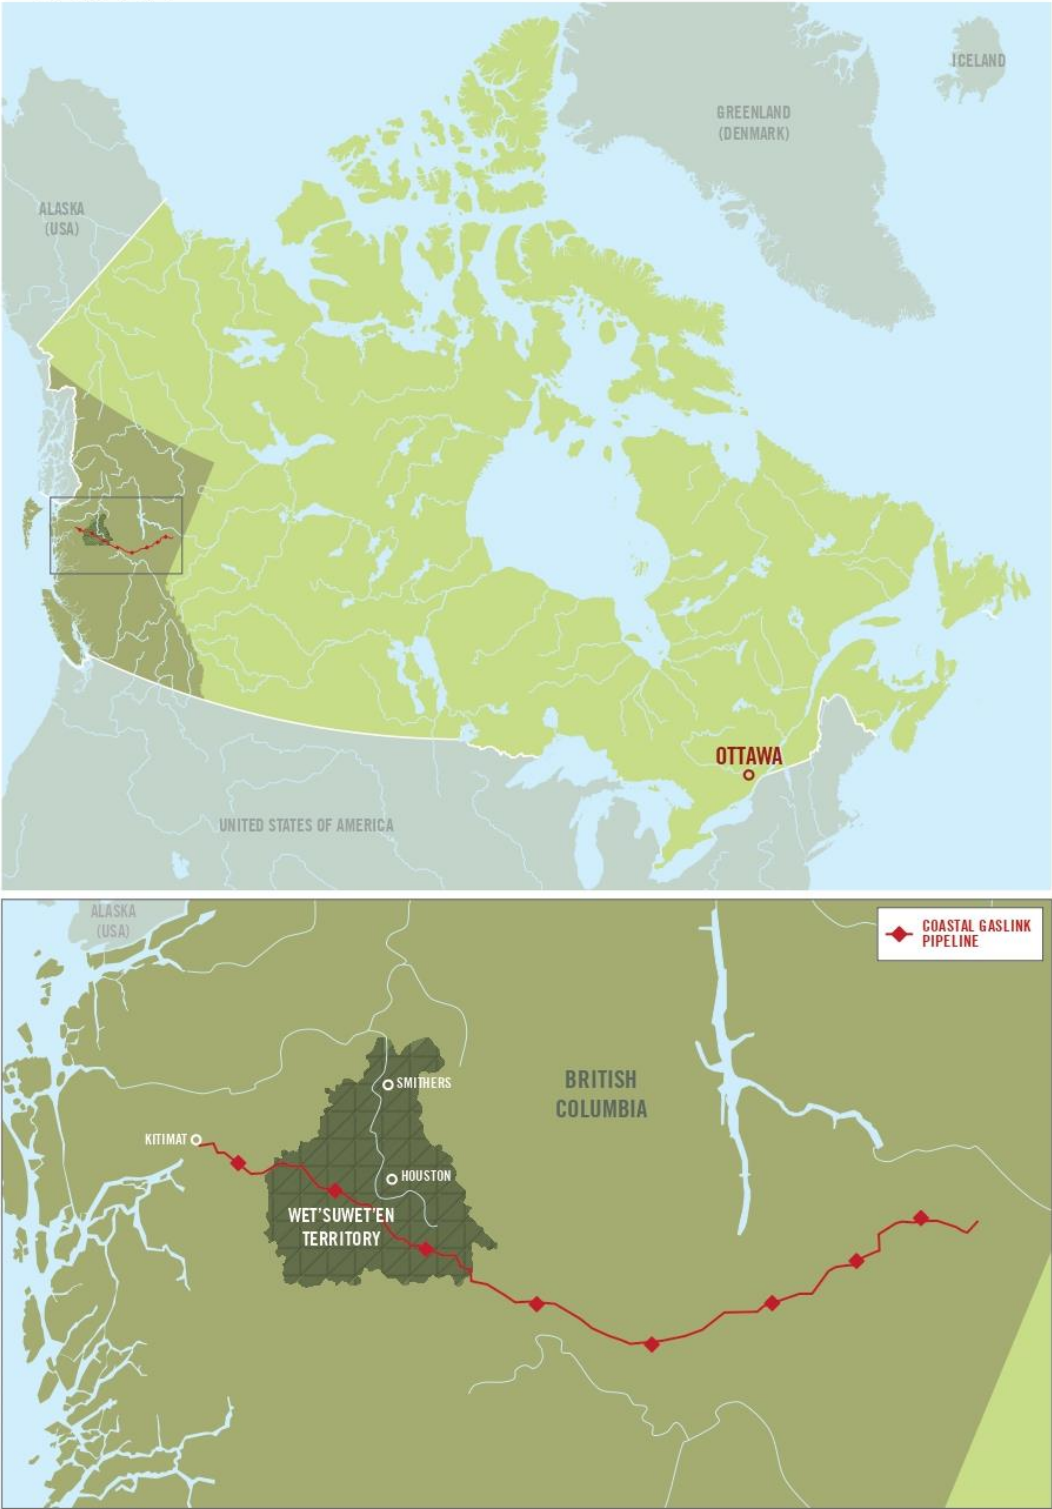 ICELAND
GREENLAND
(DENMARK)
ALASKA
(USA)
OTTAWA
UNITED STATES OF AMERICA
ALASKA
(USA)
COASTAL GASLINK
PIPELINE
SMITHERS
BRITISH
COLUMBIA
KITIMAT
HOUSTON
WET'SUWET'EN
TERRITORY